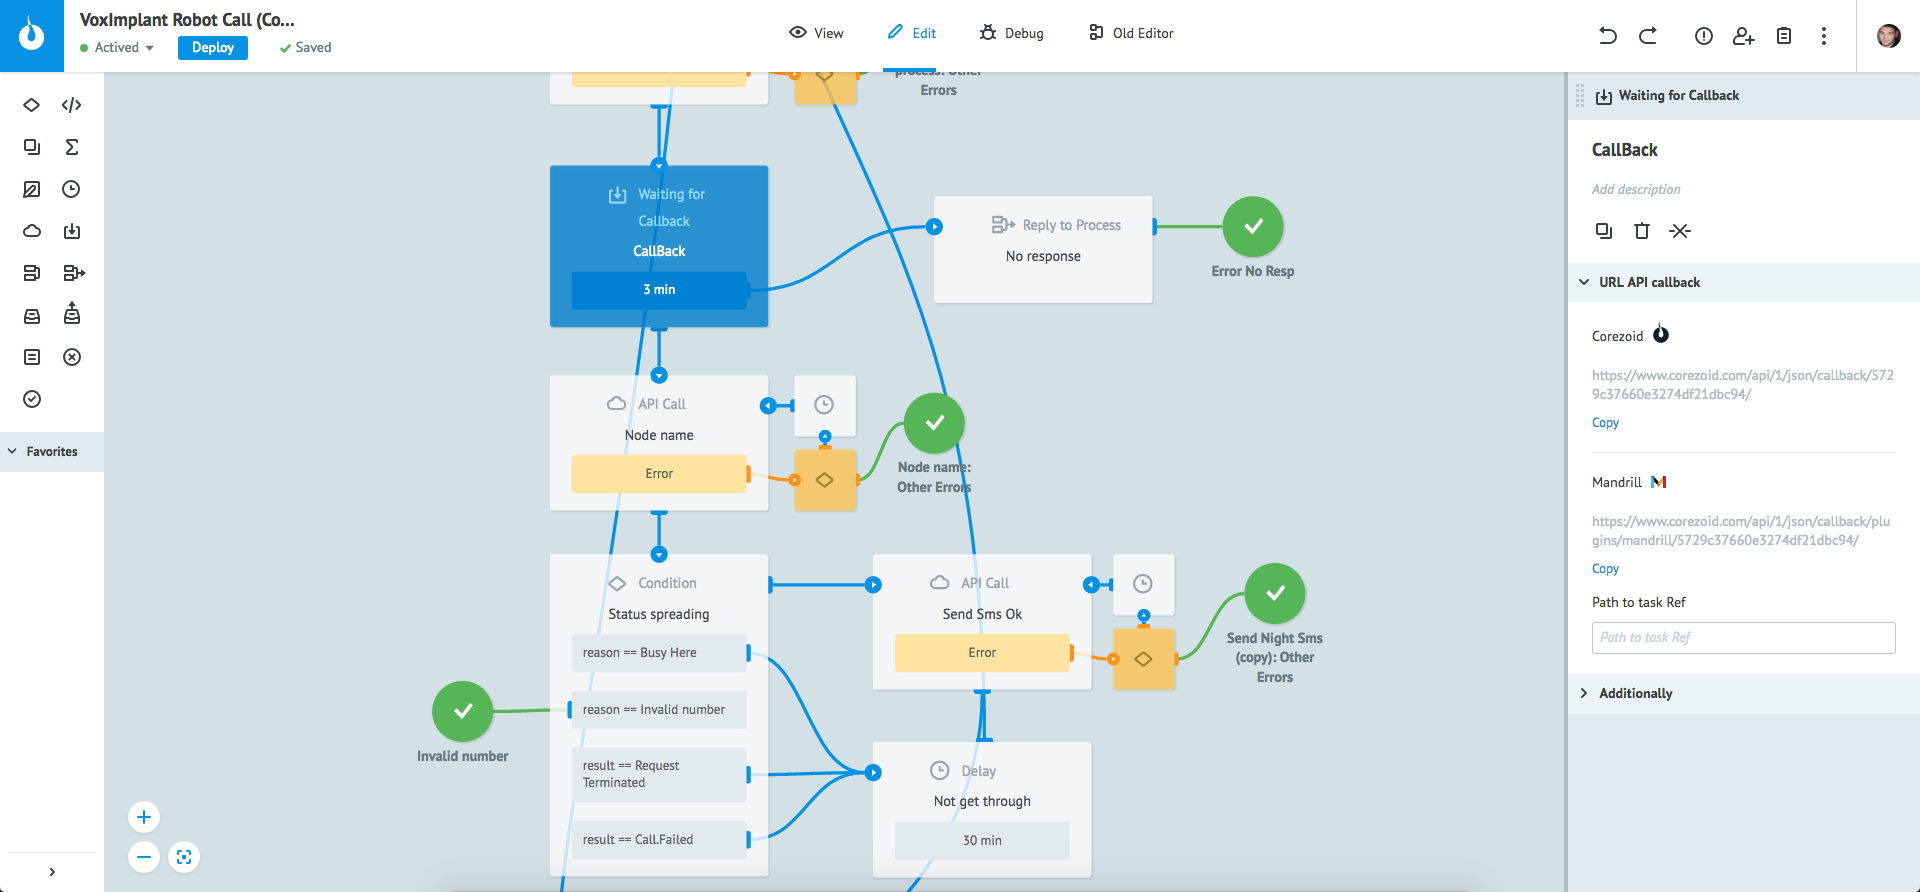 VoxImplant Robot Call (Co...
Actived
Deploy
Saved
View
Edit
Debug
Old Editor
Favorites
process: Other
Errors
Waiting for
Callback
CallBack
3 min
Reply to Process
No response
Error No Resp
API Call
Node name
Error
Node name:
Other Errors
Condition
Status spreading
reason == Busy Here
reason == Invalid number
result == Request
Terminated
result == Call.Failed
Invalid number
API Call
Send Sms Ok
Error
Send Night Sms
(copy): Other
Errors
Delay
Not get through
30 min
Waiting for Callback
CallBack
Add description
URL API callback
Corezoid
https://www.corezoid.com/api/1/json/callback/572
9c37660e3274df21dbc94/
Copy
Mandrill
https://www.corezoid.com/api/1/json/callback/plu
gins/mandrill/5729c37660e3274df21dbc94/
Copy
Path to task Ref
Path to task Ref
Additionally